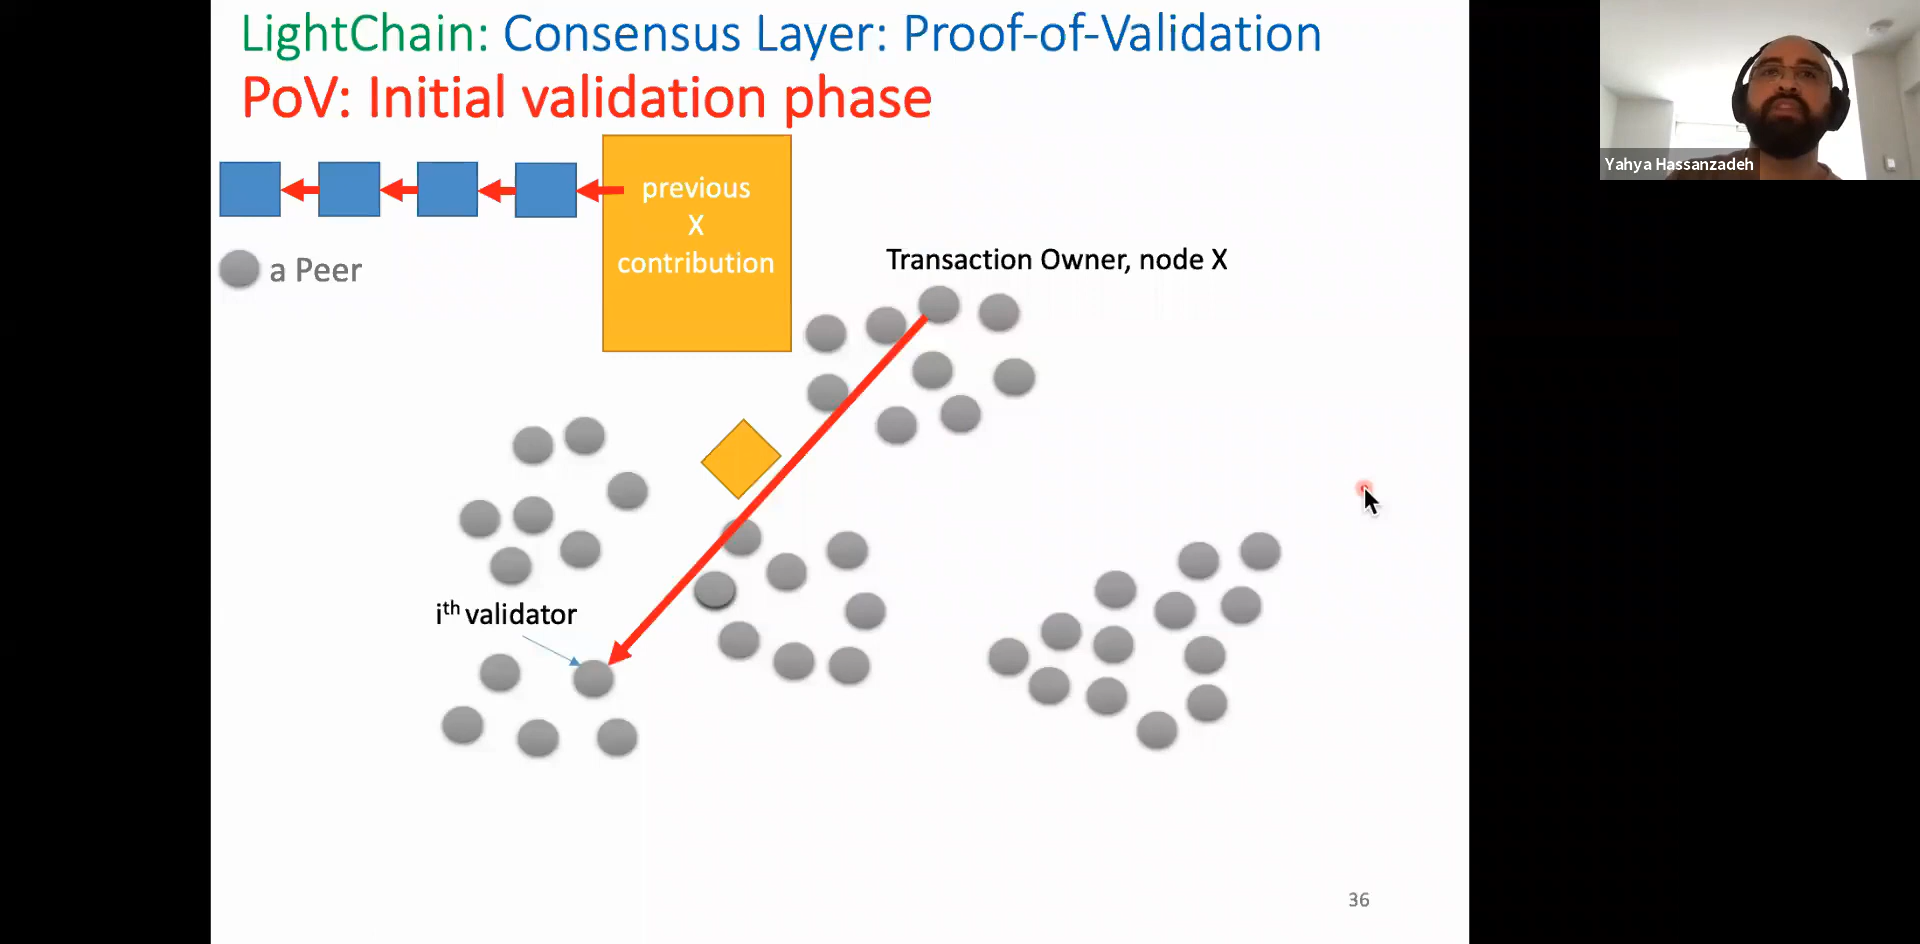 LightChain: Consensus Layer: Proof-of-Validation
PoV: Initial validation phase
previous
X
contribution
a Peer
Transaction Owner, node X
ith validator
36
Yahya Hassanzadeh